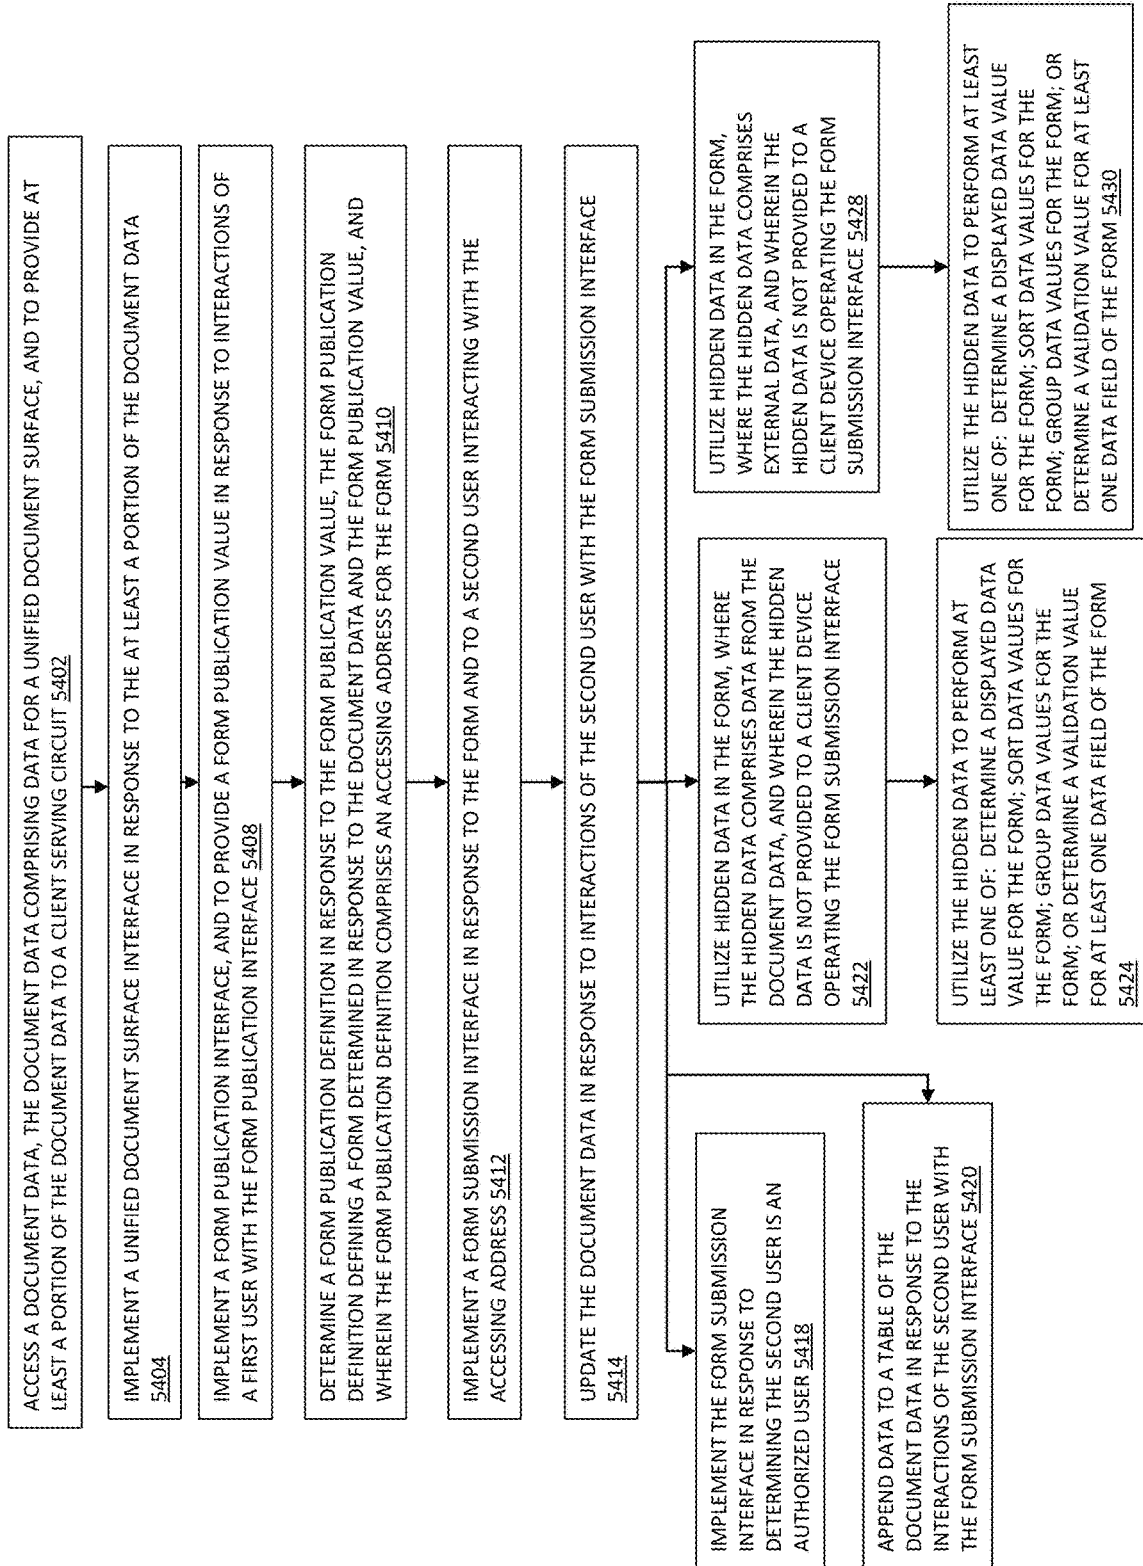 ACCESS A DOCUMENT DATA, THE DOCUMENT DATA COMPRISING DATA FOR A UNIFIED DOCUMENT SURFACE, AND TO PROVIDE AT
LEAST A PORTION OF THE DOCUMENT DATA TO A CLIENT SERVING CIRCUIT 5402
IMPLEMENT A UNIFIED DOCUMENT SURFACE INTERFACE IN RESPONSE TO THE AT LEAST A PORTION OF THE DOCUMENT DATA
5404
IMPLEMENT A FORM PUBLICATION INTERFACE, AND TO PROVIDE A FORM PUBLICATION VALUE IN RESPONSE TO INTERACTIONS OF
A FIRST USER WITH THE FORM PUBLICATION INTERFACE 5408
DETERMINE A FORM PUBLICATION DEFINITION IN RESPONSE TO THE FORM PUBLICATION VALUE, THE FORM PUBLICATION
DEFINITION DEFINING A FORM DETERMINED IN RESPONSE TO THE DOCUMENT DATA AND THE FORM PUBLICATION VALUE, AND
WHEREIN THE FORM PUBLICATION DEFINITION COMPRISES AN ACCESSING ADDRESS FOR THE FORM 5410
IMPLEMENT A FORM SUBMISSION INTERFACE IN RESPONSE TO THE FORM AND TO A SECOND USER INTERACTING WITH THE
ACCESSING ADDRESS 5412
UPDATE THE DOCUMENT DATA IN RESPONSE TO INTERACTIONS OF THE SECOND USER WITH THE FORM SUBMISSION INTERFACE
5414
IMPLEMENT THE FORM SUBMISSION
INTERFACE IN RESPONSE TO
DETERMINING THE SECOND USER IS AN
AUTHORIZED USER 5418
APPEND DATA TO A TABLE OF THE
DOCUMENT DATA IN RESPONSE TO THE
INTERACTIONS OF THE SECOND USER WITH
THE FORM SUBMISSION INTERFACE 5420
UTILIZE HIDDEN DATA IN THE FORM, WHERE
THE HIDDEN DATA COMPRISES DATA FROM THE
DOCUMENT DATA, AND WHEREIN THE HIDDEN
DATA IS NOT PROVIDED TO A CLIENT DEVICE
OPERATING THE FORM SUBMISSION INTERFACE
5422
UTILIZE THE HIDDEN DATA TO PERFORM AT
LEAST ONE OF: DETERMINE A DISPLAYED DATA
VALUE FOR THE FORM; SORT DATA VALUES FOR
THE FORM; GROUP DATA VALUES FOR THE
FORM; OR DETERMINE A VALIDATION VALUE
FOR AT LEAST ONE DATA FIELD OF THE FORM
5424
UTILIZE HIDDEN DATA IN THE FORM,
WHERE THE HIDDEN DATA COMPRISES
EXTERNAL DATA, AND WHEREIN THE
HIDDEN DATA IS NOT PROVIDED TO A
CLIENT DEVICE OPERATING THE FORM
SUBMISSION INTERFACE 5428
UTILIZE THE HIDDEN DATA TO PERFORM AT LEAST
ONE OF: DETERMINE A DISPLAYED DATA VALUE
FOR THE FORM; SORT DATA VALUES FOR THE
FORM; GROUP DATA VALUES FOR THE FORM; OR
DETERMINE A VALIDATION VALUE FOR AT LEAST
ONE DATA FIELD OF THE FORM 5430